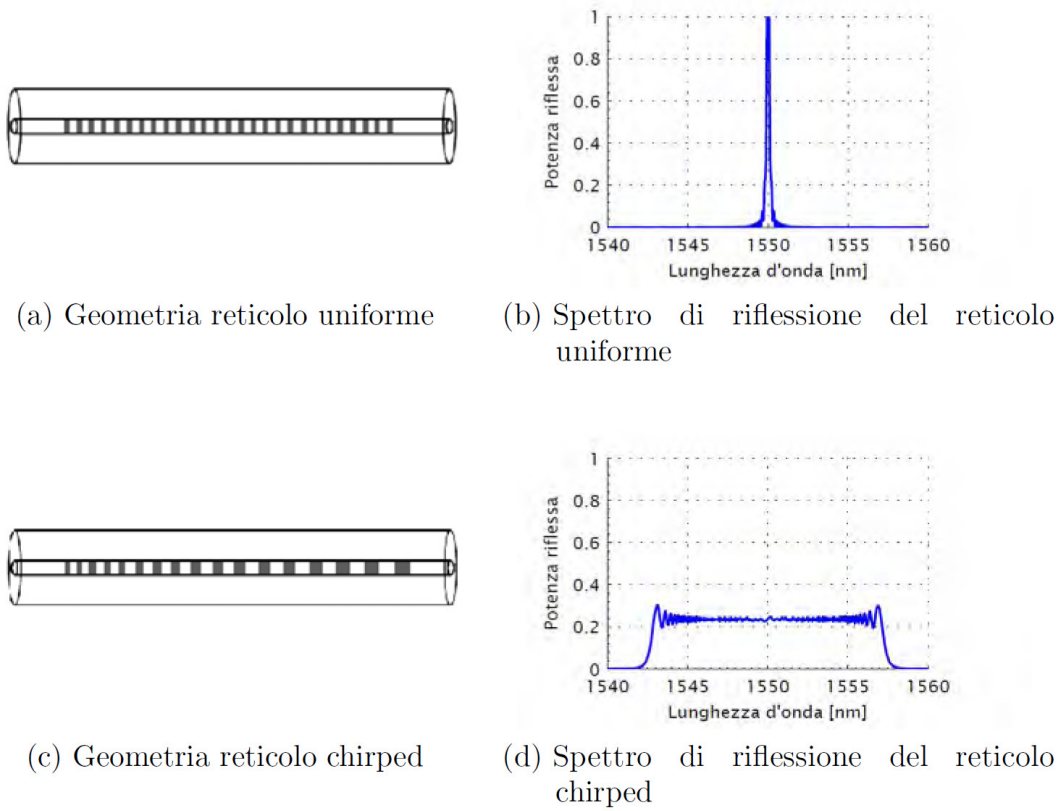 1
0.8
0.6
0.4
0.2
0
Potenza riflessa
1540 1545 1550 1555 1560
Lunghezza d'onda [nm]
(a) Geometria reticolo uniforme
(b) Spettro di riflessione del reticolo
uniforme
1
0.8
0.6
0.4
0.2
0
Potenza riflessa
1540 1545 1550 1555 1560
Lunghezza d'onda [nm]
(c) Geometria reticolo chirped
(d) Spettro di riflessione del reticolo
chirped